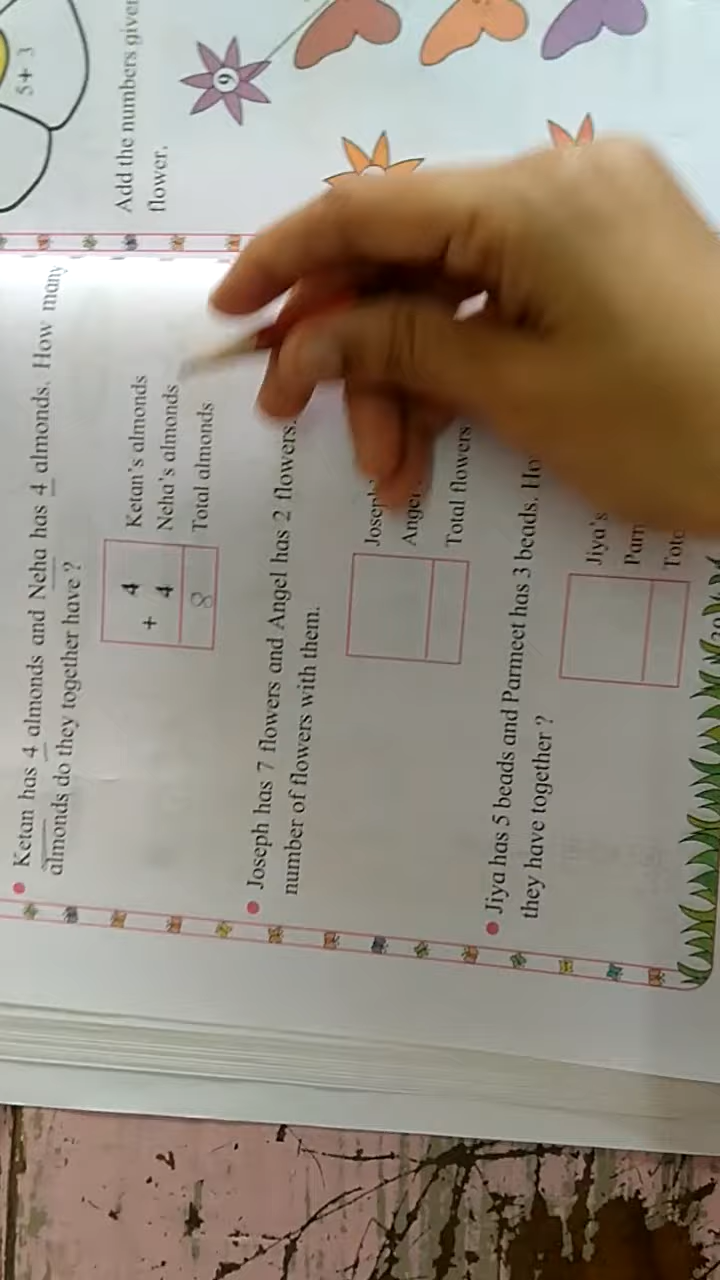 Ketan has 4 almonds and Neha has 4 almonds. How many
almonds do they together have ?
+ 4 Ketan's almonds
4 Neha's almonds
8 Total almonds
Joseph has 7 flowers and Angel has 2 flowers.
number of flowers with them.
Total flowers
Jiya has 5 beads and Parmeet has 3 beads.
they have together ?
Jiya's
5+ 3
Add the numbers
flower.
9